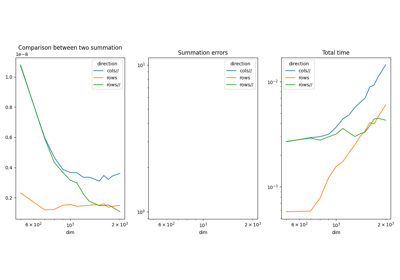 Comparison between two summation
1e−8
direction
cols//
rows
rows//
1.0
0.8
0.6
0.4
0.2
6 × 10²
10³
2 × 10³
dim
Summation errors
direction
cols//
rows
rows//
10¹
10⁰
6 × 10²
10³
2 × 10³
dim
Total time
direction
cols//
rows
rows//
10⁻²
10⁻³
6 × 10²
10³
2 × 10³
dim